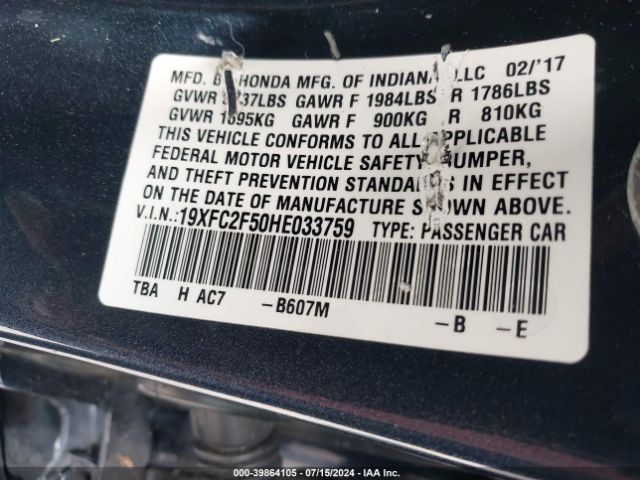 MFD. BY HONDA MFG. OF INDIANA LLC 02/'17
GVWR GAWR F 1984LBS R 1786LBS
GVWR 1595KG GAWR F 900KG R 810KG
THIS VEHICLE CONFORMS TO ALL APPLICABLE
FEDERAL MOTOR VEHICLE SAFETY, BUMPER,
AND THEFT PREVENTION STANDARDS IN EFFECT
ON THE DATE OF MANUFACTURE SHOWN ABOVE.
V.I.N.:19XFC2F50HE033759 TYPE: PASSENGER CAR
TBA H AC7 -B607M -B -E
000-39864105 - 07/15/2024 - IAA Inc.